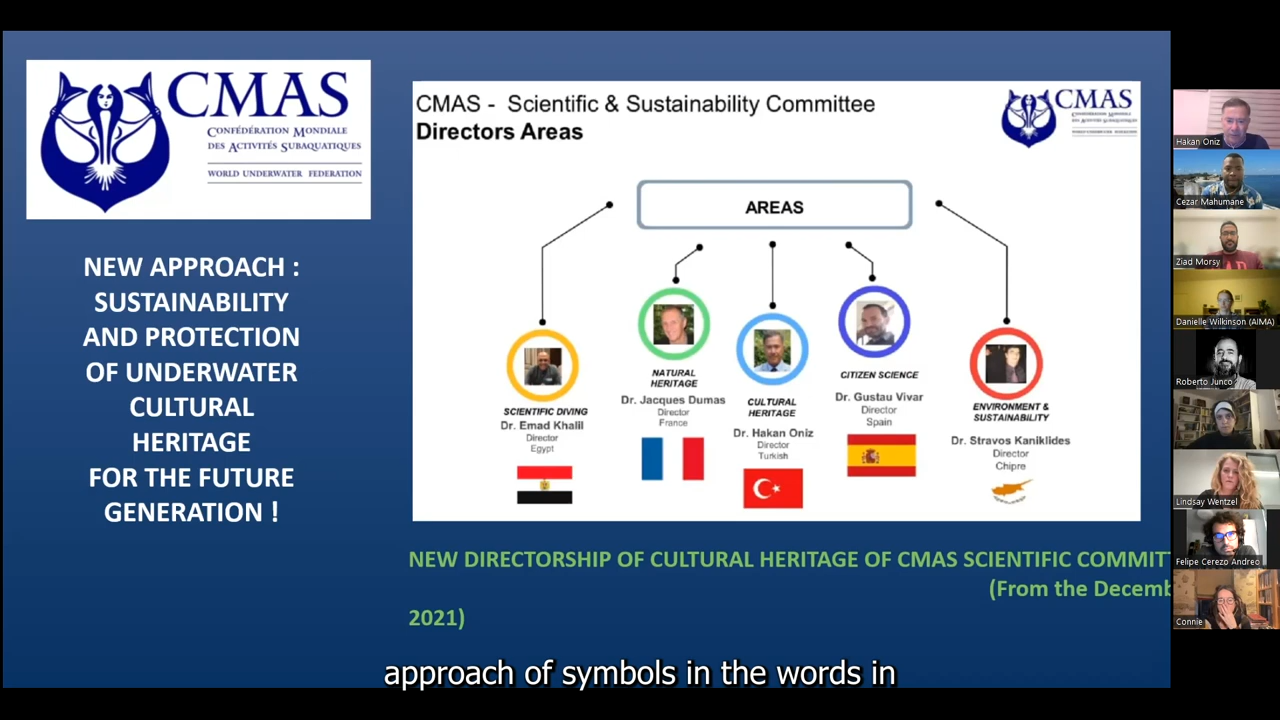 CMAS
CONFÉDÉRATION MONDIALE
DES ACTIVITÉS SUBAQUATIQUES
WORLD UNDERWATER FEDERATION
NEW APPROACH :
SUSTAINABILITY
AND PROTECTION
OF UNDERWATER
CULTURAL
HERITAGE
FOR THE FUTURE
GENERATION !
CMAS - Scientific & Sustainability Committee
Directors Areas
CMAS
AREAS
SCIENTIFIC DIVING
Dr. Emad Khalil
Director
Egypt
NATURAL
HERITAGE
Dr. Jacques Dumas
Director
France
CULTURAL
HERITAGE
Dr. Hakan Oniz
Director
Turkish
CITIZEN SCIENCE
Dr. Gustau Vivar
Director
Spain
ENVIRONMENT &
SUSTAINABILITY
Dr. Stravos Kaniklides
Director
Chipre
NEW DIRECTORSHIP OF CULTURAL HERITAGE OF CMAS SCIENTIFIC COMMITT
(From the Decemb
2021)
approach of symbols in the words in
Hakan Oniz
Cezar Mahumane
Ziad Morsy
Danielle Wilkinson (AIMA)
Roberto Junco
Lindsay Wentzel
Felipe Cerezo Andreo
Connie